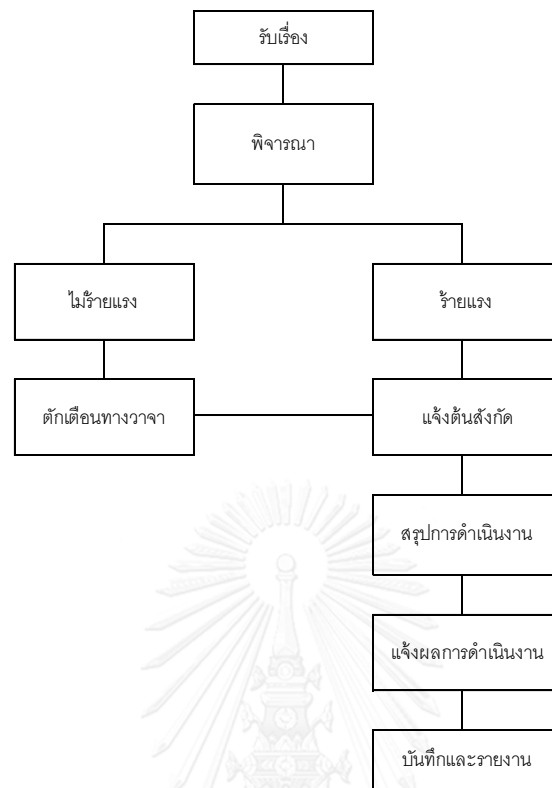 รับเรื่อง
พิจารณา
ไม่ร้ายแรง
ร้ายแรง
ตักเตือนทางวาจา
แจ้งต้นสังกัด
สรุปการดำเนินงาน
แจ้งผลการดำเนินงาน
บันทึกและรายงาน